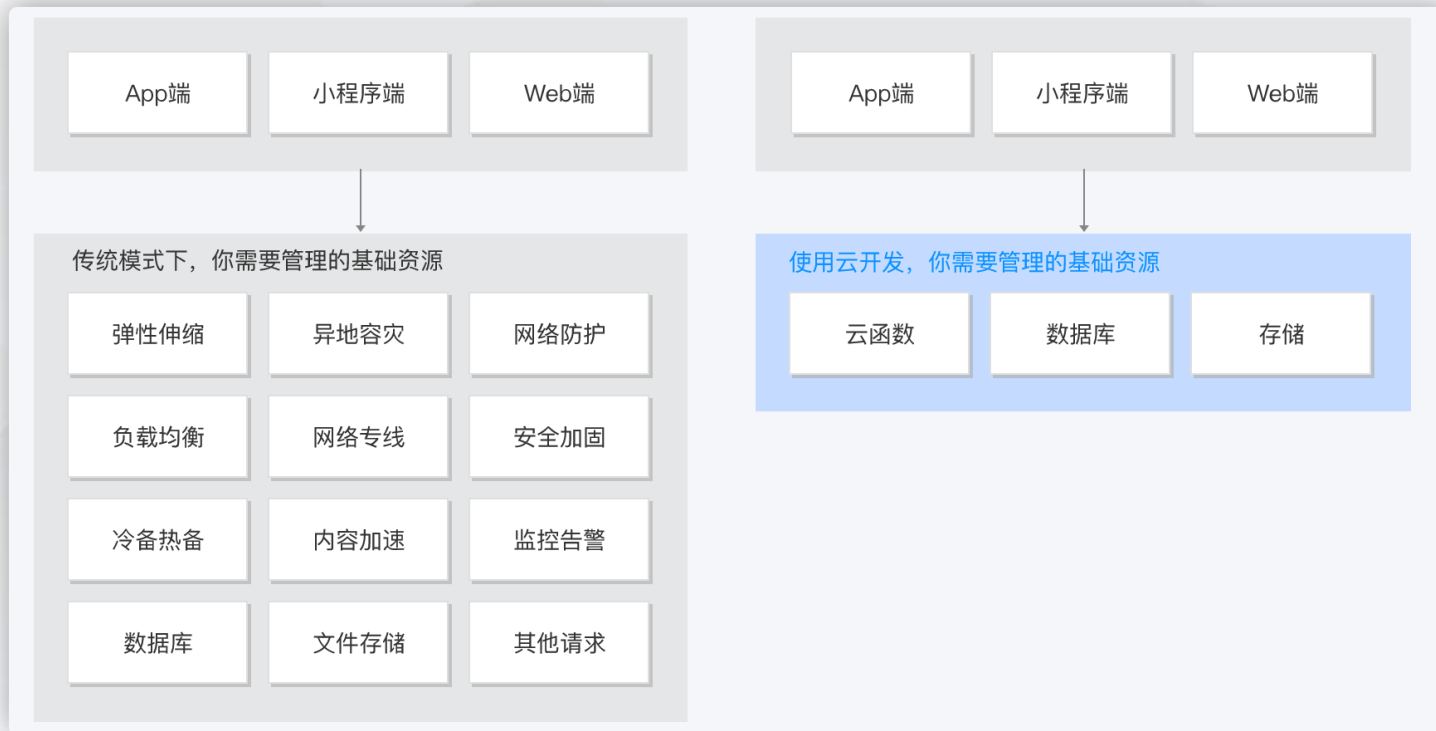 App端
小程序端
Web端
传统模式下，你需要管理的基础资源
弹性伸缩
异地容灾
网络防护
负载均衡
网络专线
安全加固
冷备热备
内容加速
监控告警
数据库
文件存储
其他请求
App端
小程序端
Web端
使用云开发，你需要管理的基础资源
云函数
数据库
存储